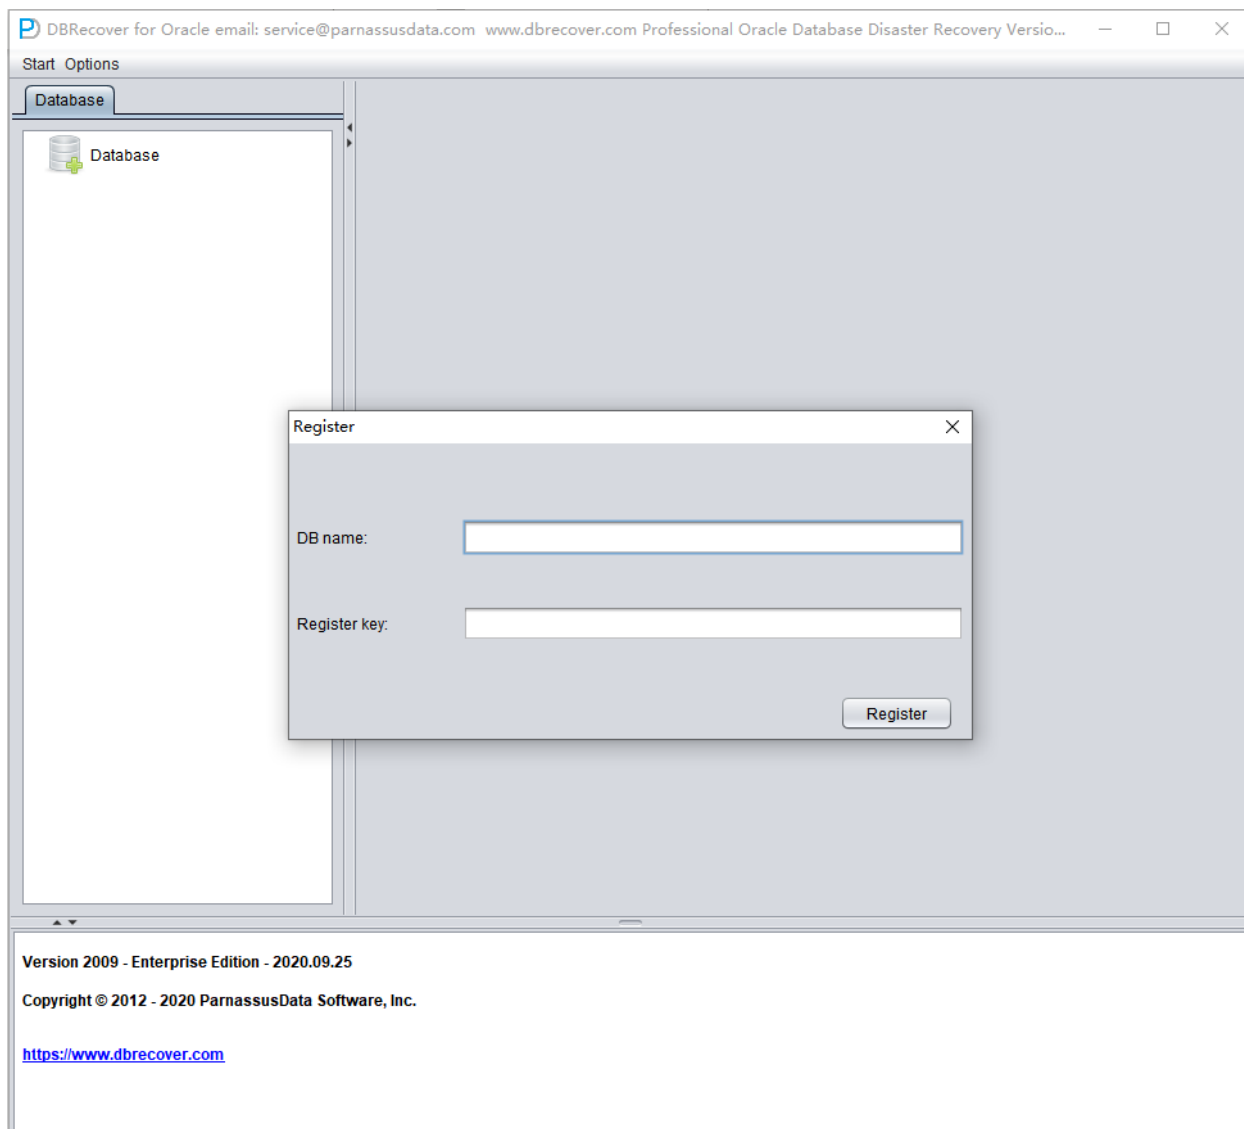 DBRecover for Oracle email: service@parnassusdata.com www.dbrecover.com Professional Oracle Database Disaster Recovery Versio...
Start Options
Database
Database
Register
DB name:
Register key:
Register
Version 2009 - Enterprise Edition - 2020.09.25
Copyright © 2012 - 2020 ParnassusData Software, Inc.
https://www.dbrecover.com